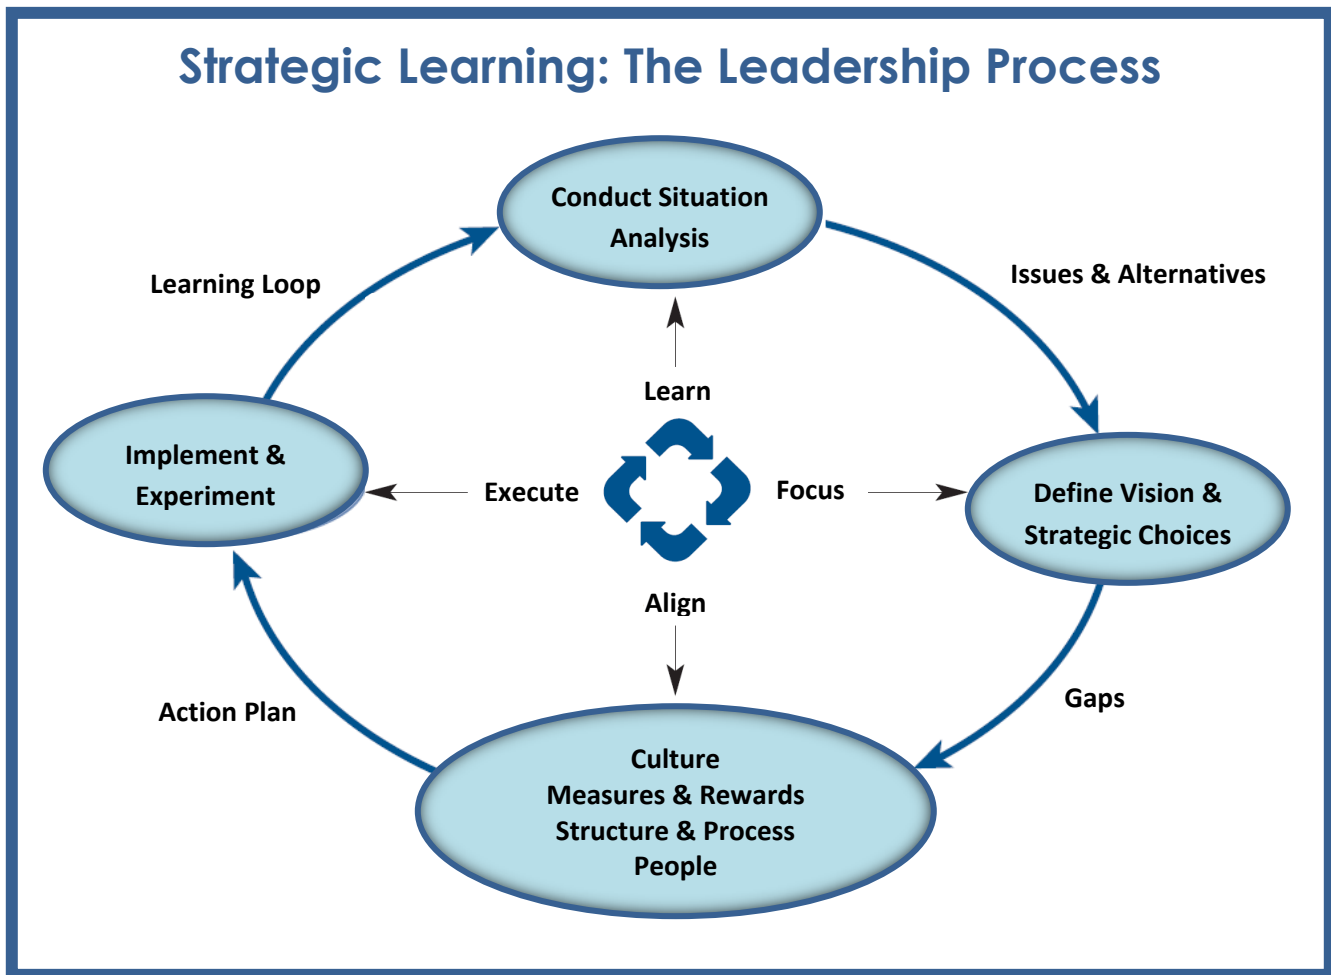 Strategic Learning: The Leadership Process
Conduct Situation
Analysis
Learning Loop
Issues & Alternatives
Learn
Implement &
Experiment
Execute
Focus
Define Vision &
Strategic Choices
Align
Action Plan
Gaps
Culture
Measures & Rewards
Structure & Process
People